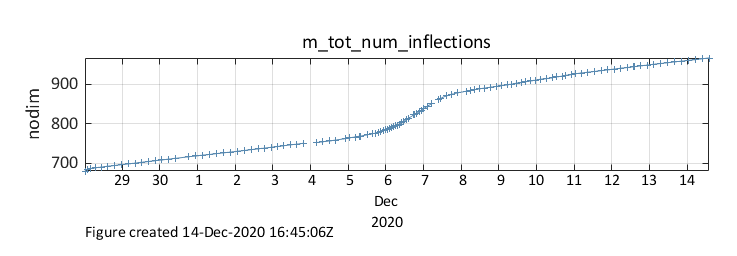 m_tot_num_inflections
900
800
700
nodim
29 30 1 2 3 4 5 6 7 8 9 10 11 12 13 14
Dec
2020
Figure created 14-Dec-2020 16:45:06Z